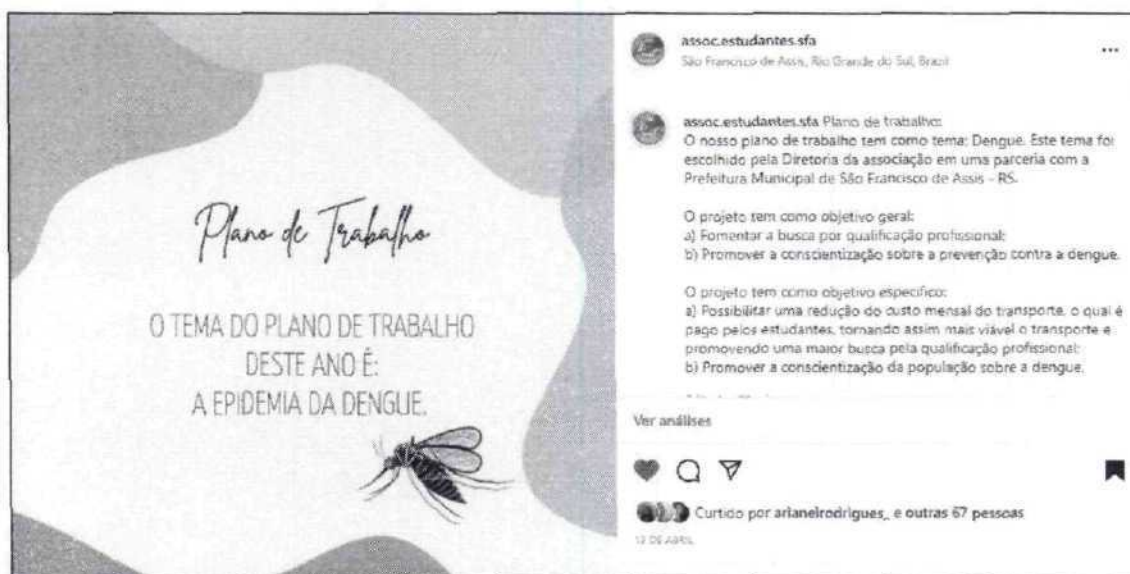 Plano de Trabalho
O TEMA DO PLANO DE TRABALHO
DESTE ANO É:
A EPIDEMIA DA DENGUE.
assoc.estudantes.sfa
São Francisco de Assis, Rio Grande do Sul, Brazil
assoc.estudantes.sfa Plano de trabalho:
O nosso plano de trabalho tem como tema: Dengue. Este tema foi
escolhido pela Diretoria da associação em uma parceria com a
Prefeitura Municipal de São Francisco de Assis - RS.
O projeto tem como objetivo geral:
a) Fomentar a busca por qualificação profissional;
b) Promover a conscientização sobre a prevenção contra a dengue.
O projeto tem como objetivo específico:
a) Possibilitar uma redução do custo mensal do transporte, o qual é
pago pelos estudantes, tornando assim mais viável o transporte e
promovendo uma maior busca pela qualificação profissional;
b) Promover a conscientização da população sobre a dengue.
Ver análises
Curtido por arianeirodrigues_ e outras 67 pessoas
DE ABRIL